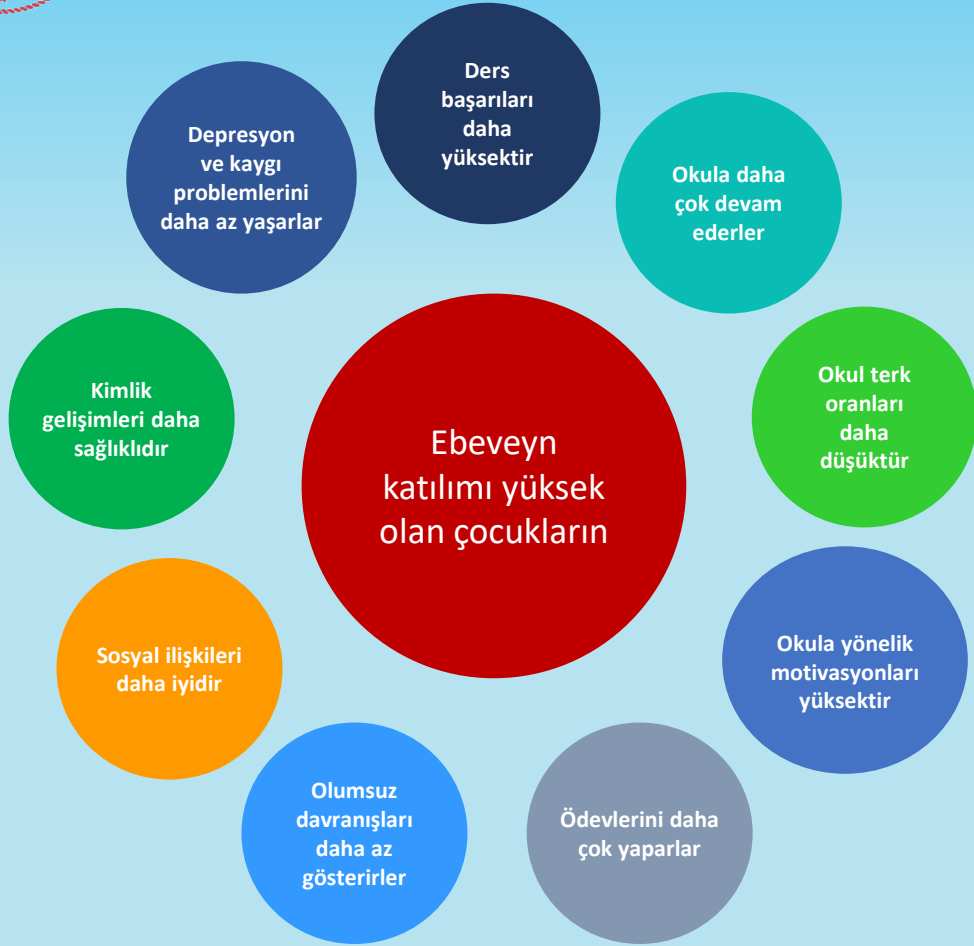 Ders
başarıları
daha
yüksektir
Okula daha
çok devam
ederler
Okul terk
oranları
daha
düşüktür
Okula yönelik
motivasyonları
yüksektir
Ödevlerini daha
çok yaparlar
Olumsuz
davranışları
daha az
gösterirler
Sosyal ilişkileri
daha iyidir
Kimlik
gelişimleri daha
sağlıklıdır
Depresyon
ve kaygı
problemlerini
daha az yaşarlar
Ebeveyn
katılımı yüksek
olan çocukların